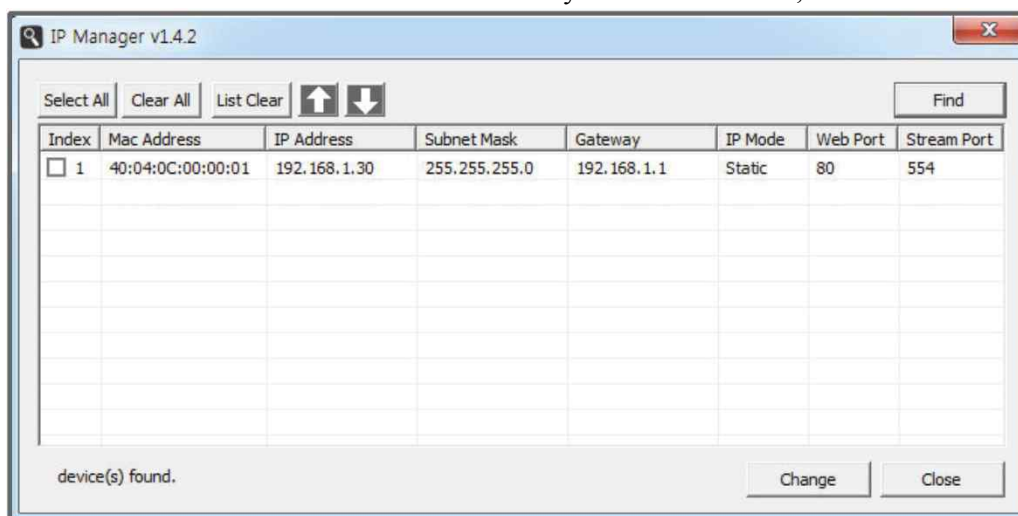 IP Manager v1.4.2
Select All Clear All List Clear Find
Index Mac Address IP Address Subnet Mask Gateway IP Mode Web Port Stream Port
1 40:04:0C:00:00:01 192.168.1.30 255.255.255.0 192.168.1.1 Static 80 554
device(s) found. Change Close